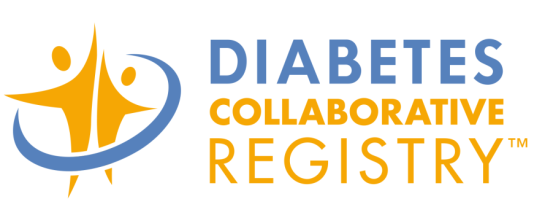 DIABETES
COLLABORATIVE
REGISTRY™